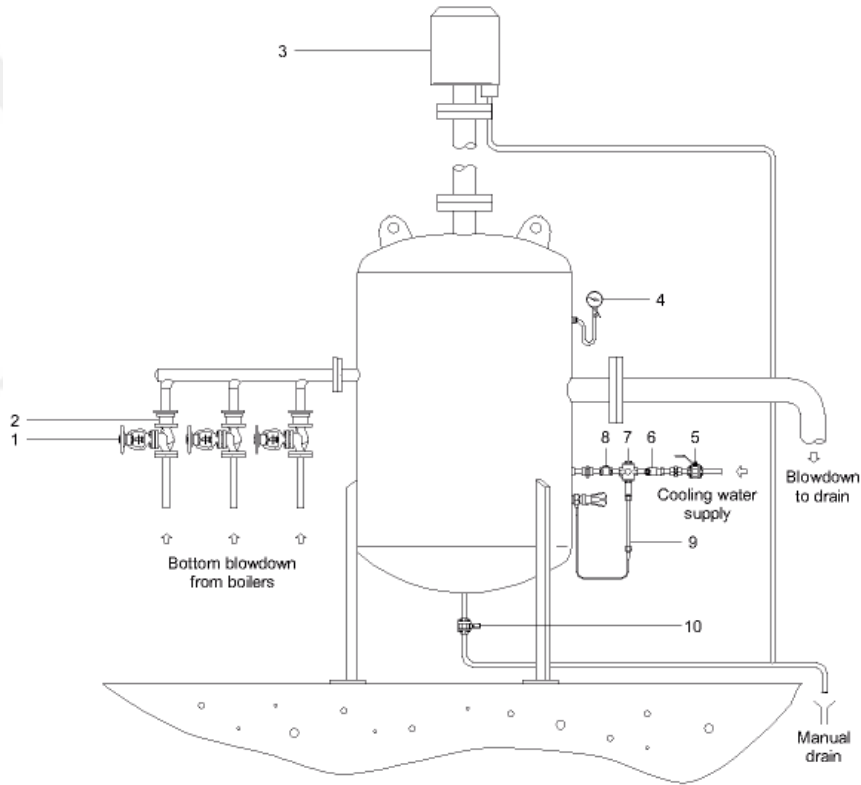 3
4
2
1
8 7 6 5
Cooling water
supply
Blowdown
to drain
Bottom blowdown
from boilers
9
10
Manual
drain